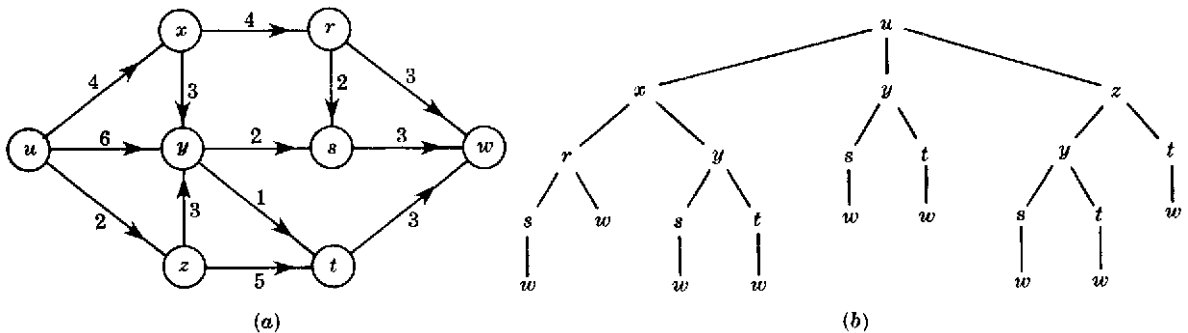 x 4 r
u
4 3 2 3
x y z
u 6 y 2 s 3 w
s t
r y y t
2 3 1 3
s w s t w w s t w
z 5 t
w w w w w
(a) (b)